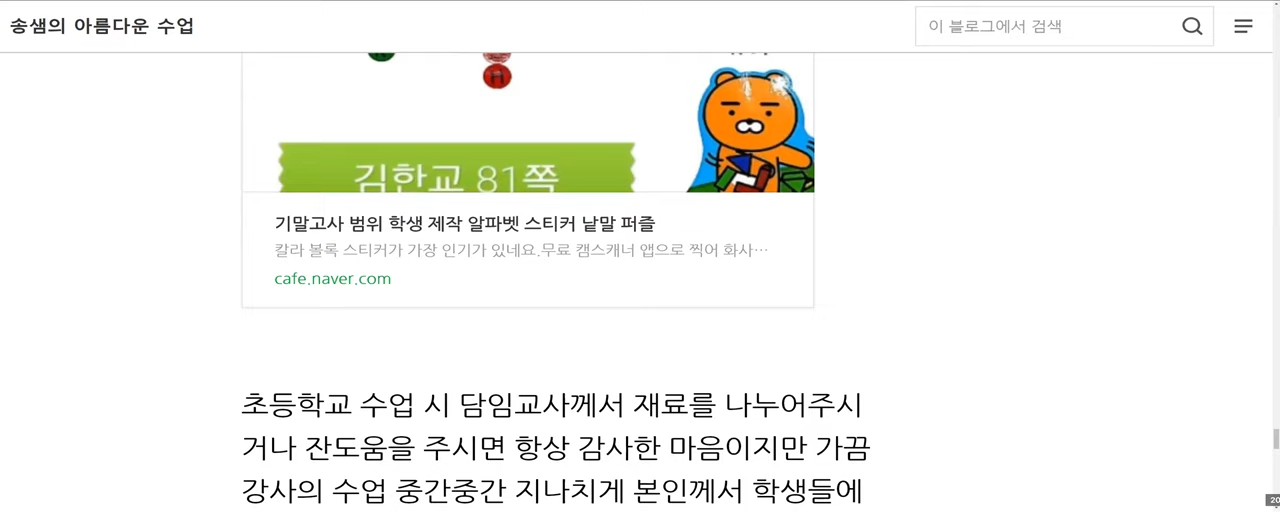 송샘의 아름다운 수업
이 블로그에서 검색
김한교 81쪽
기말고사 범위 학생 제작 알파벳 스티커 낱말 퍼즐
칼라 볼록 스티커가 가장 인기가 있네요.무료 캠스캐너 앱으로 찍어 화사…
cafe.naver.com
초등학교 수업 시 담임교사께서 재료를 나누어주시
거나 잔도움을 주시면 항상 감사한 마음이지만 가끔
강사의 수업 중간중간 지나치게 본인께서 학생들에
20